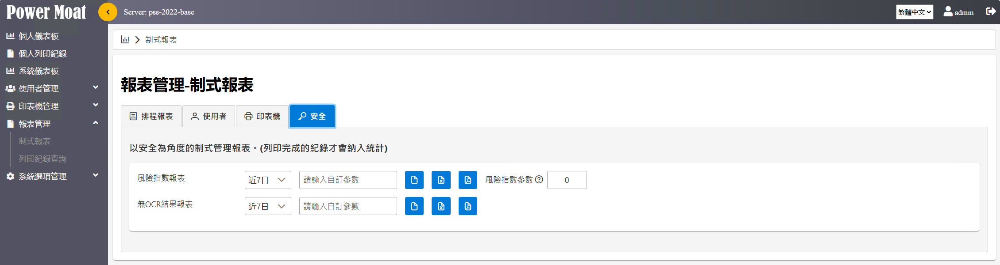 Power Moat
Server: pss-2022-base
繁體中文
admin
個人儀表板
個人列印紀錄
系統儀表板
使用者管理
印表機管理
報表管理
制式報表
列印紀錄查詢
系統選項管理
制式報表
報表管理-制式報表
排程報表
使用者
印表機
安全
以安全為角度的制式管理報表。(列印完成的紀錄才會納入統計)
風險指數報表 近7日 請輸入自訂參數 風險指數參數 0
無OCR結果報表 近7日 請輸入自訂參數